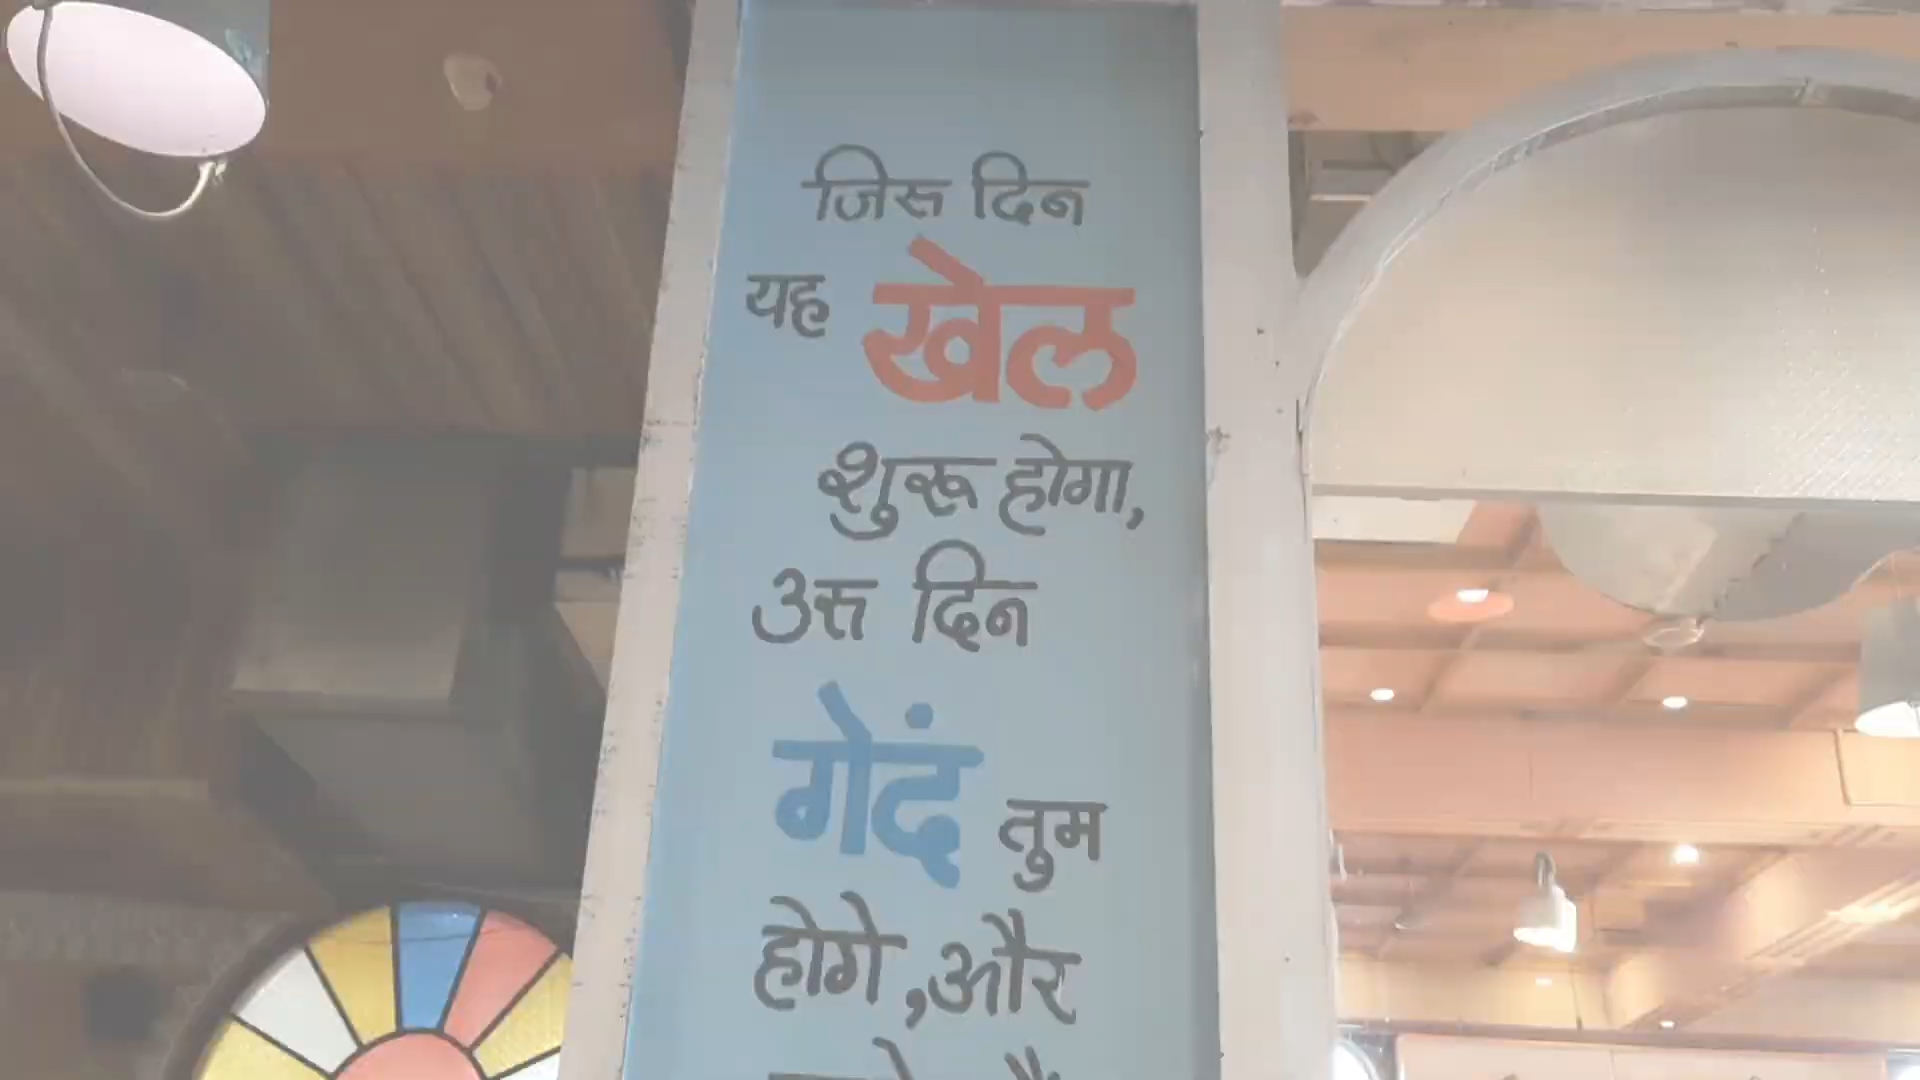 जिस दिन
यह खेल
शुरू होगा,
उस दिन
गेदं तुम
होगे, और